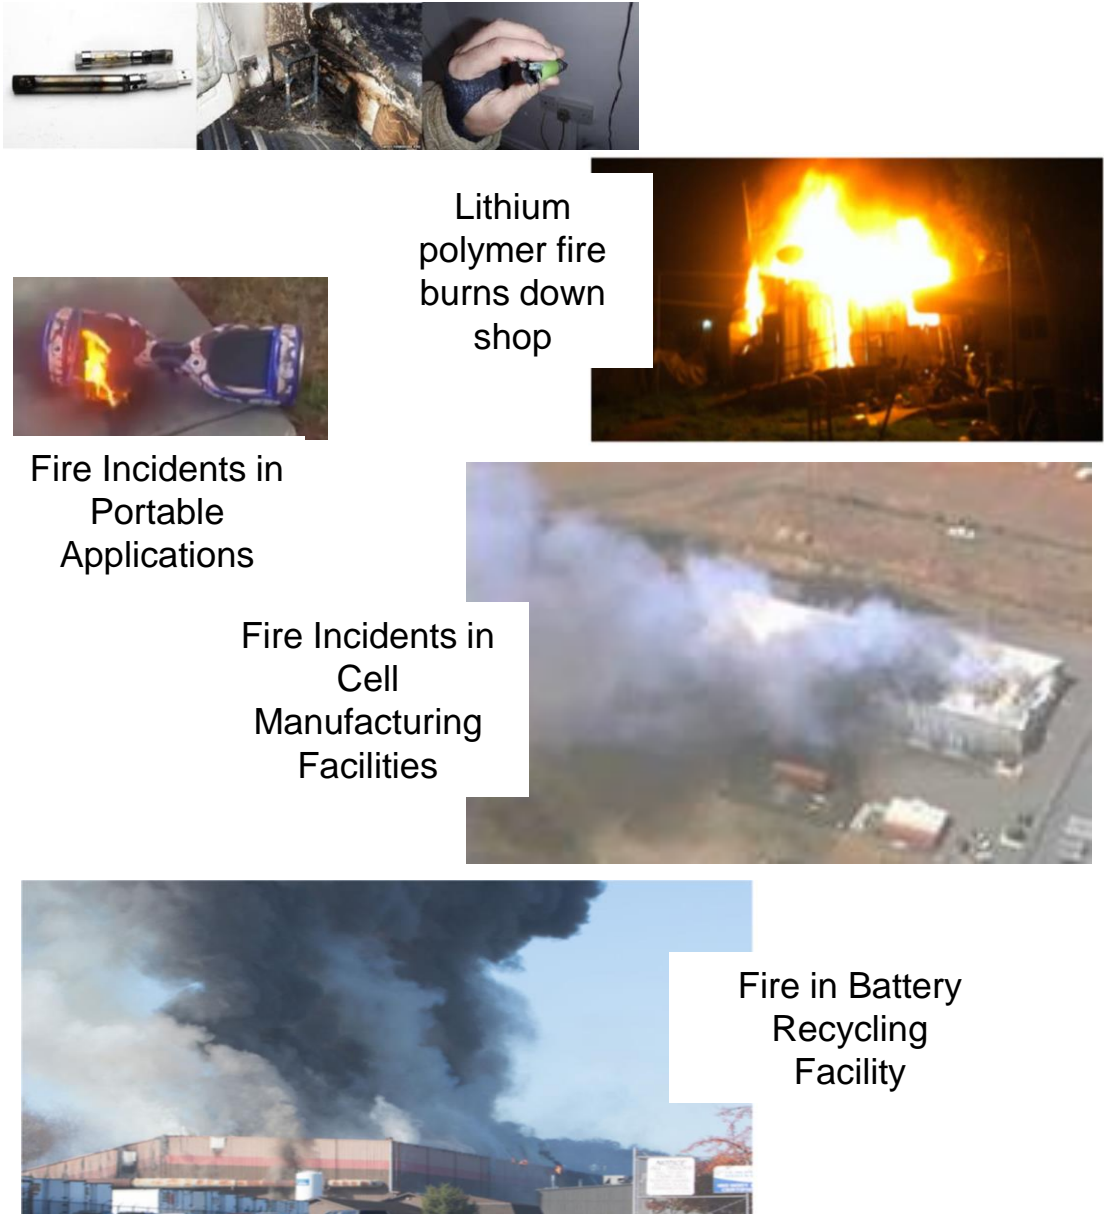 Lithium
polymer fire
burns down
shop
Fire Incidents in
Portable
Applications
Fire Incidents in
Cell
Manufacturing
Facilities
Fire in Battery
Recycling
Facility
NOTICE